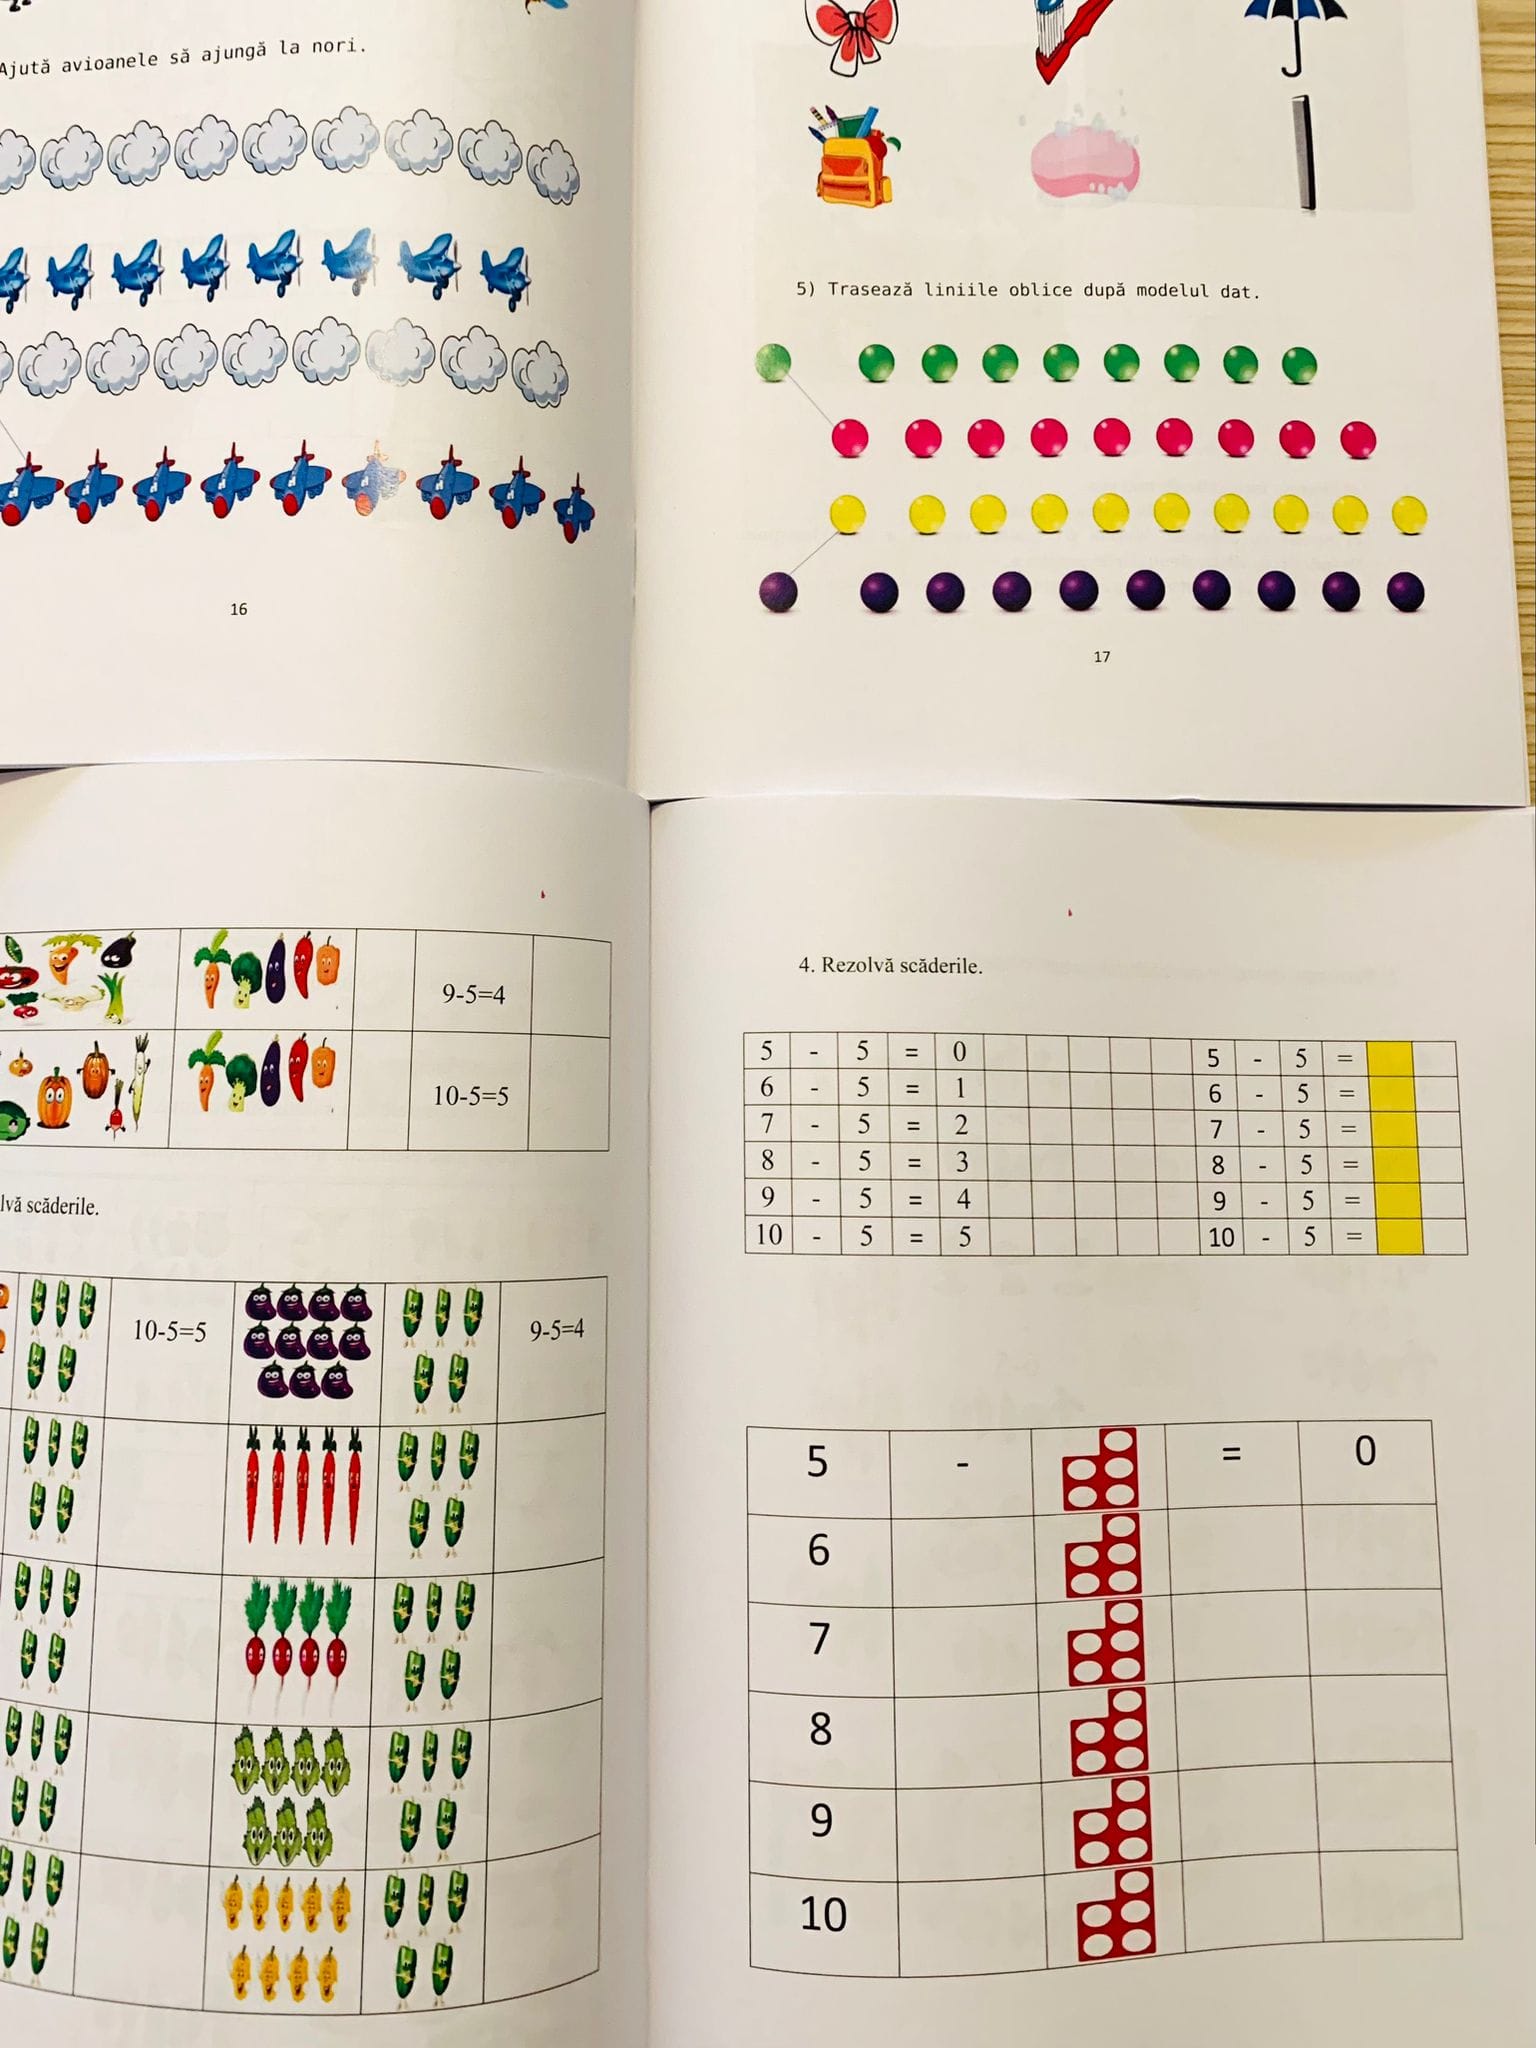 Ajută avioanele să ajungă la nori.
16
5) Trasează liniile oblice după modelul dat.
17
9-5=4
10-5=5
lvă scăderile.
10-5=5 9-5=4
4. Rezolvă scăderile.
5 - 5 = 0 5 - 5 =
6 - 5 = 1 6 - 5 =
7 - 5 = 2 7 - 5 =
8 - 5 = 3 8 - 5 =
9 - 5 = 4 9 - 5 =
10 - 5 = 5 10 - 5 =
5 - = 0
6
7
8
9
10